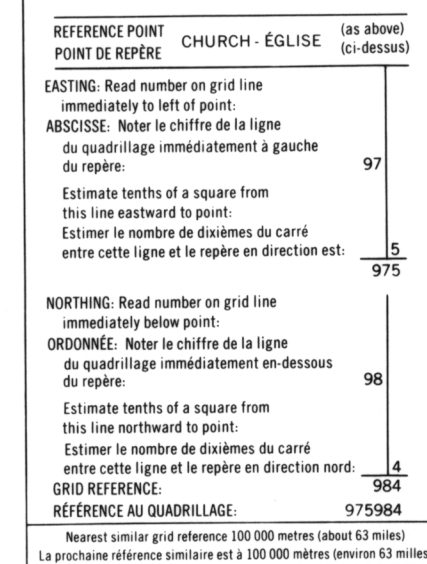 REFERENCE POINT CHURCH - ÉGLISE (as above)
POINT DE REPÈRE (ci-dessus)
EASTING: Read number on grid line
immediately to left of point:
ABSCISSE: Noter le chiffre de la ligne
du quadrillage immédiatement à gauche
du repère: 97
Estimate tenths of a square from
this line eastward to point:
Estimer le nombre de dixièmes du carré
entre cette ligne et le repère en direction est: 5
975
NORTHING: Read number on grid line
immediately below point:
ORDONNÉE: Noter le chiffre de la ligne
du quadrillage immédiatement en-dessous
du repère: 98
Estimate tenths of a square from
this line northward to point:
Estimer le nombre de dixièmes du carré
entre cette ligne et le repère en direction nord: 4
GRID REFERENCE: 984
RÉFÉRENCE AU QUADRILLAGE: 975984
Nearest similar grid reference 100 000 metres (about 63 miles)
La prochaine référence similaire est à 100 000 mètres (environ 63 milles